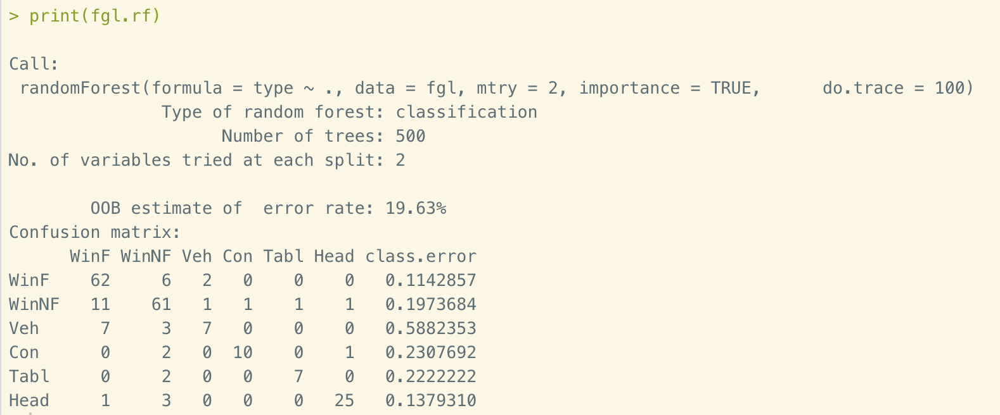 > print(fgl.rf)
Call:
 randomForest(formula = type ~ ., data = fgl, mtry = 2, importance = TRUE,      do.trace = 100)
               Type of random forest: classification
                     Number of trees: 500
No. of variables tried at each split: 2
        OOB estimate of  error rate: 19.63%
Confusion matrix:
      WinF WinNF Veh Con Tabl Head class.error
WinF    62     6   2   0    0    0   0.1142857
WinNF   11    61   1   1    1    1   0.1973684
Veh      7     3   7   0    0    0   0.5882353
Con      0     2   0  10    0    1   0.2307692
Tabl     0     2   0   0    7    0   0.2222222
Head     1     3   0   0    0   25   0.1379310